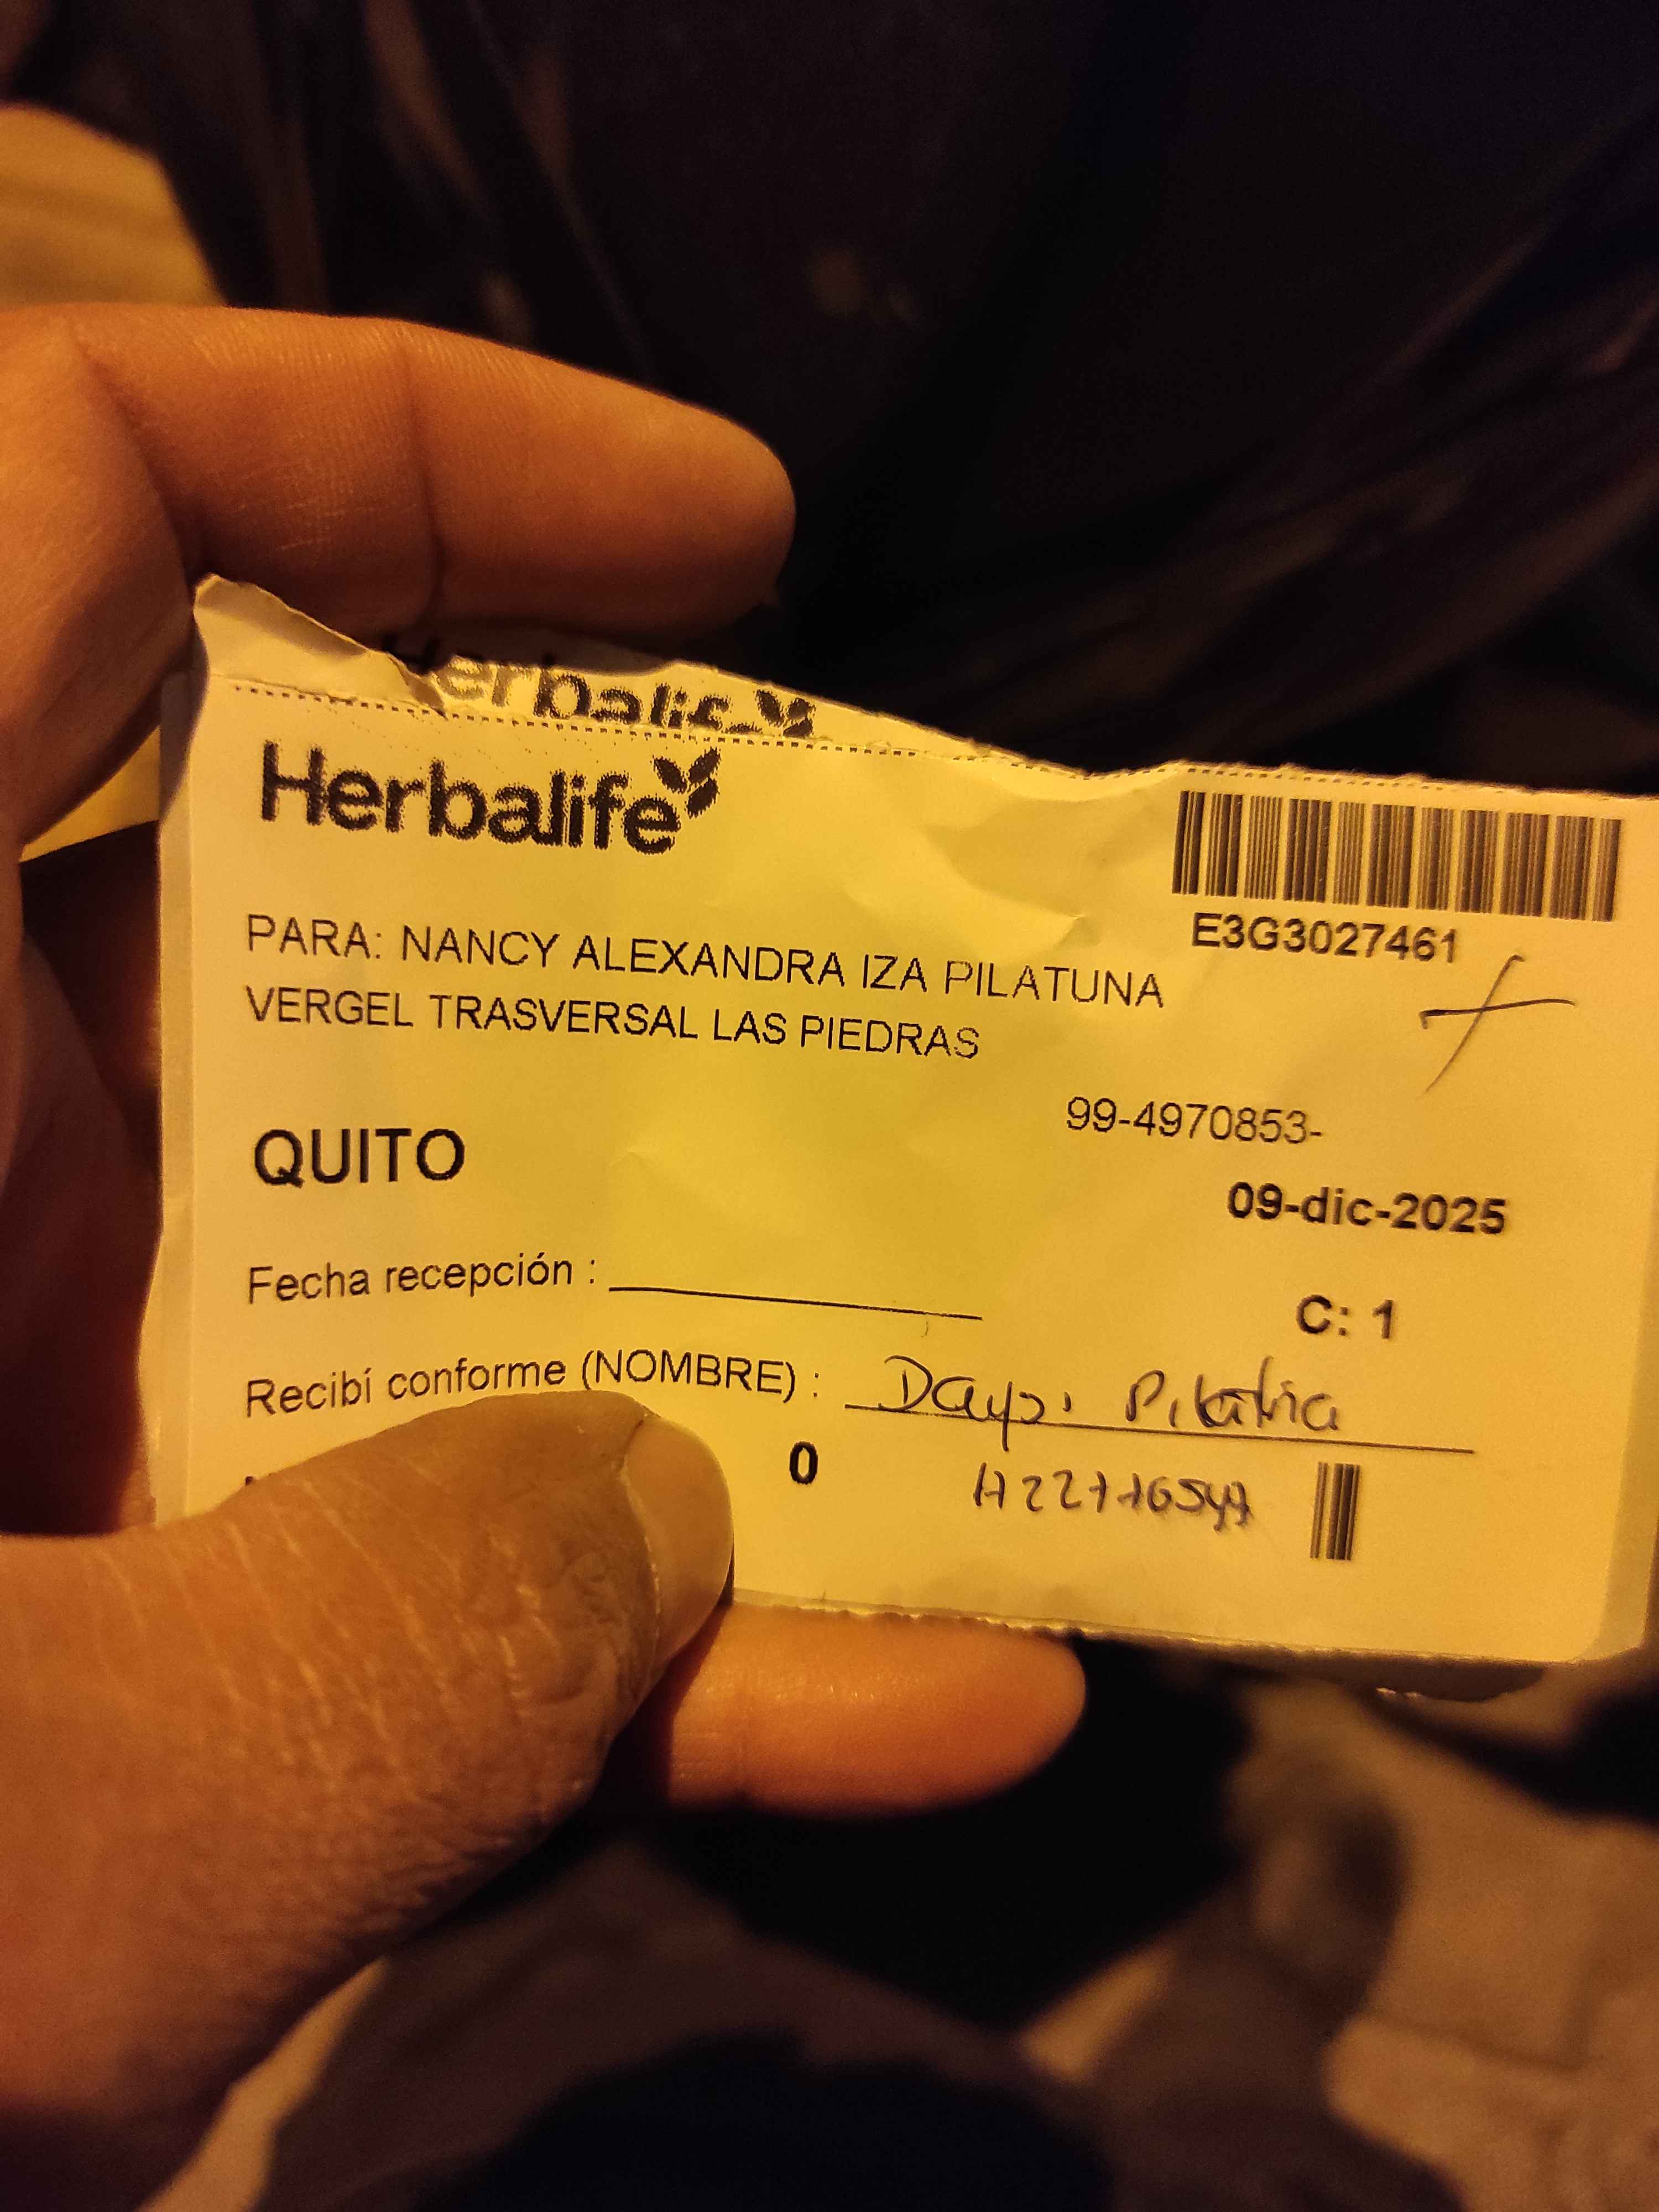 Herbalife
Herbalife
E3G3027461
PARA: NANCY ALEXANDRA IZA PILATUNA
VERGEL TRASVERSAL LAS PIEDRAS
99-4970853-
QUITO
09-dic-2025
Fecha recepción :
C: 1
Recibí conforme (NOMBRE) :
0